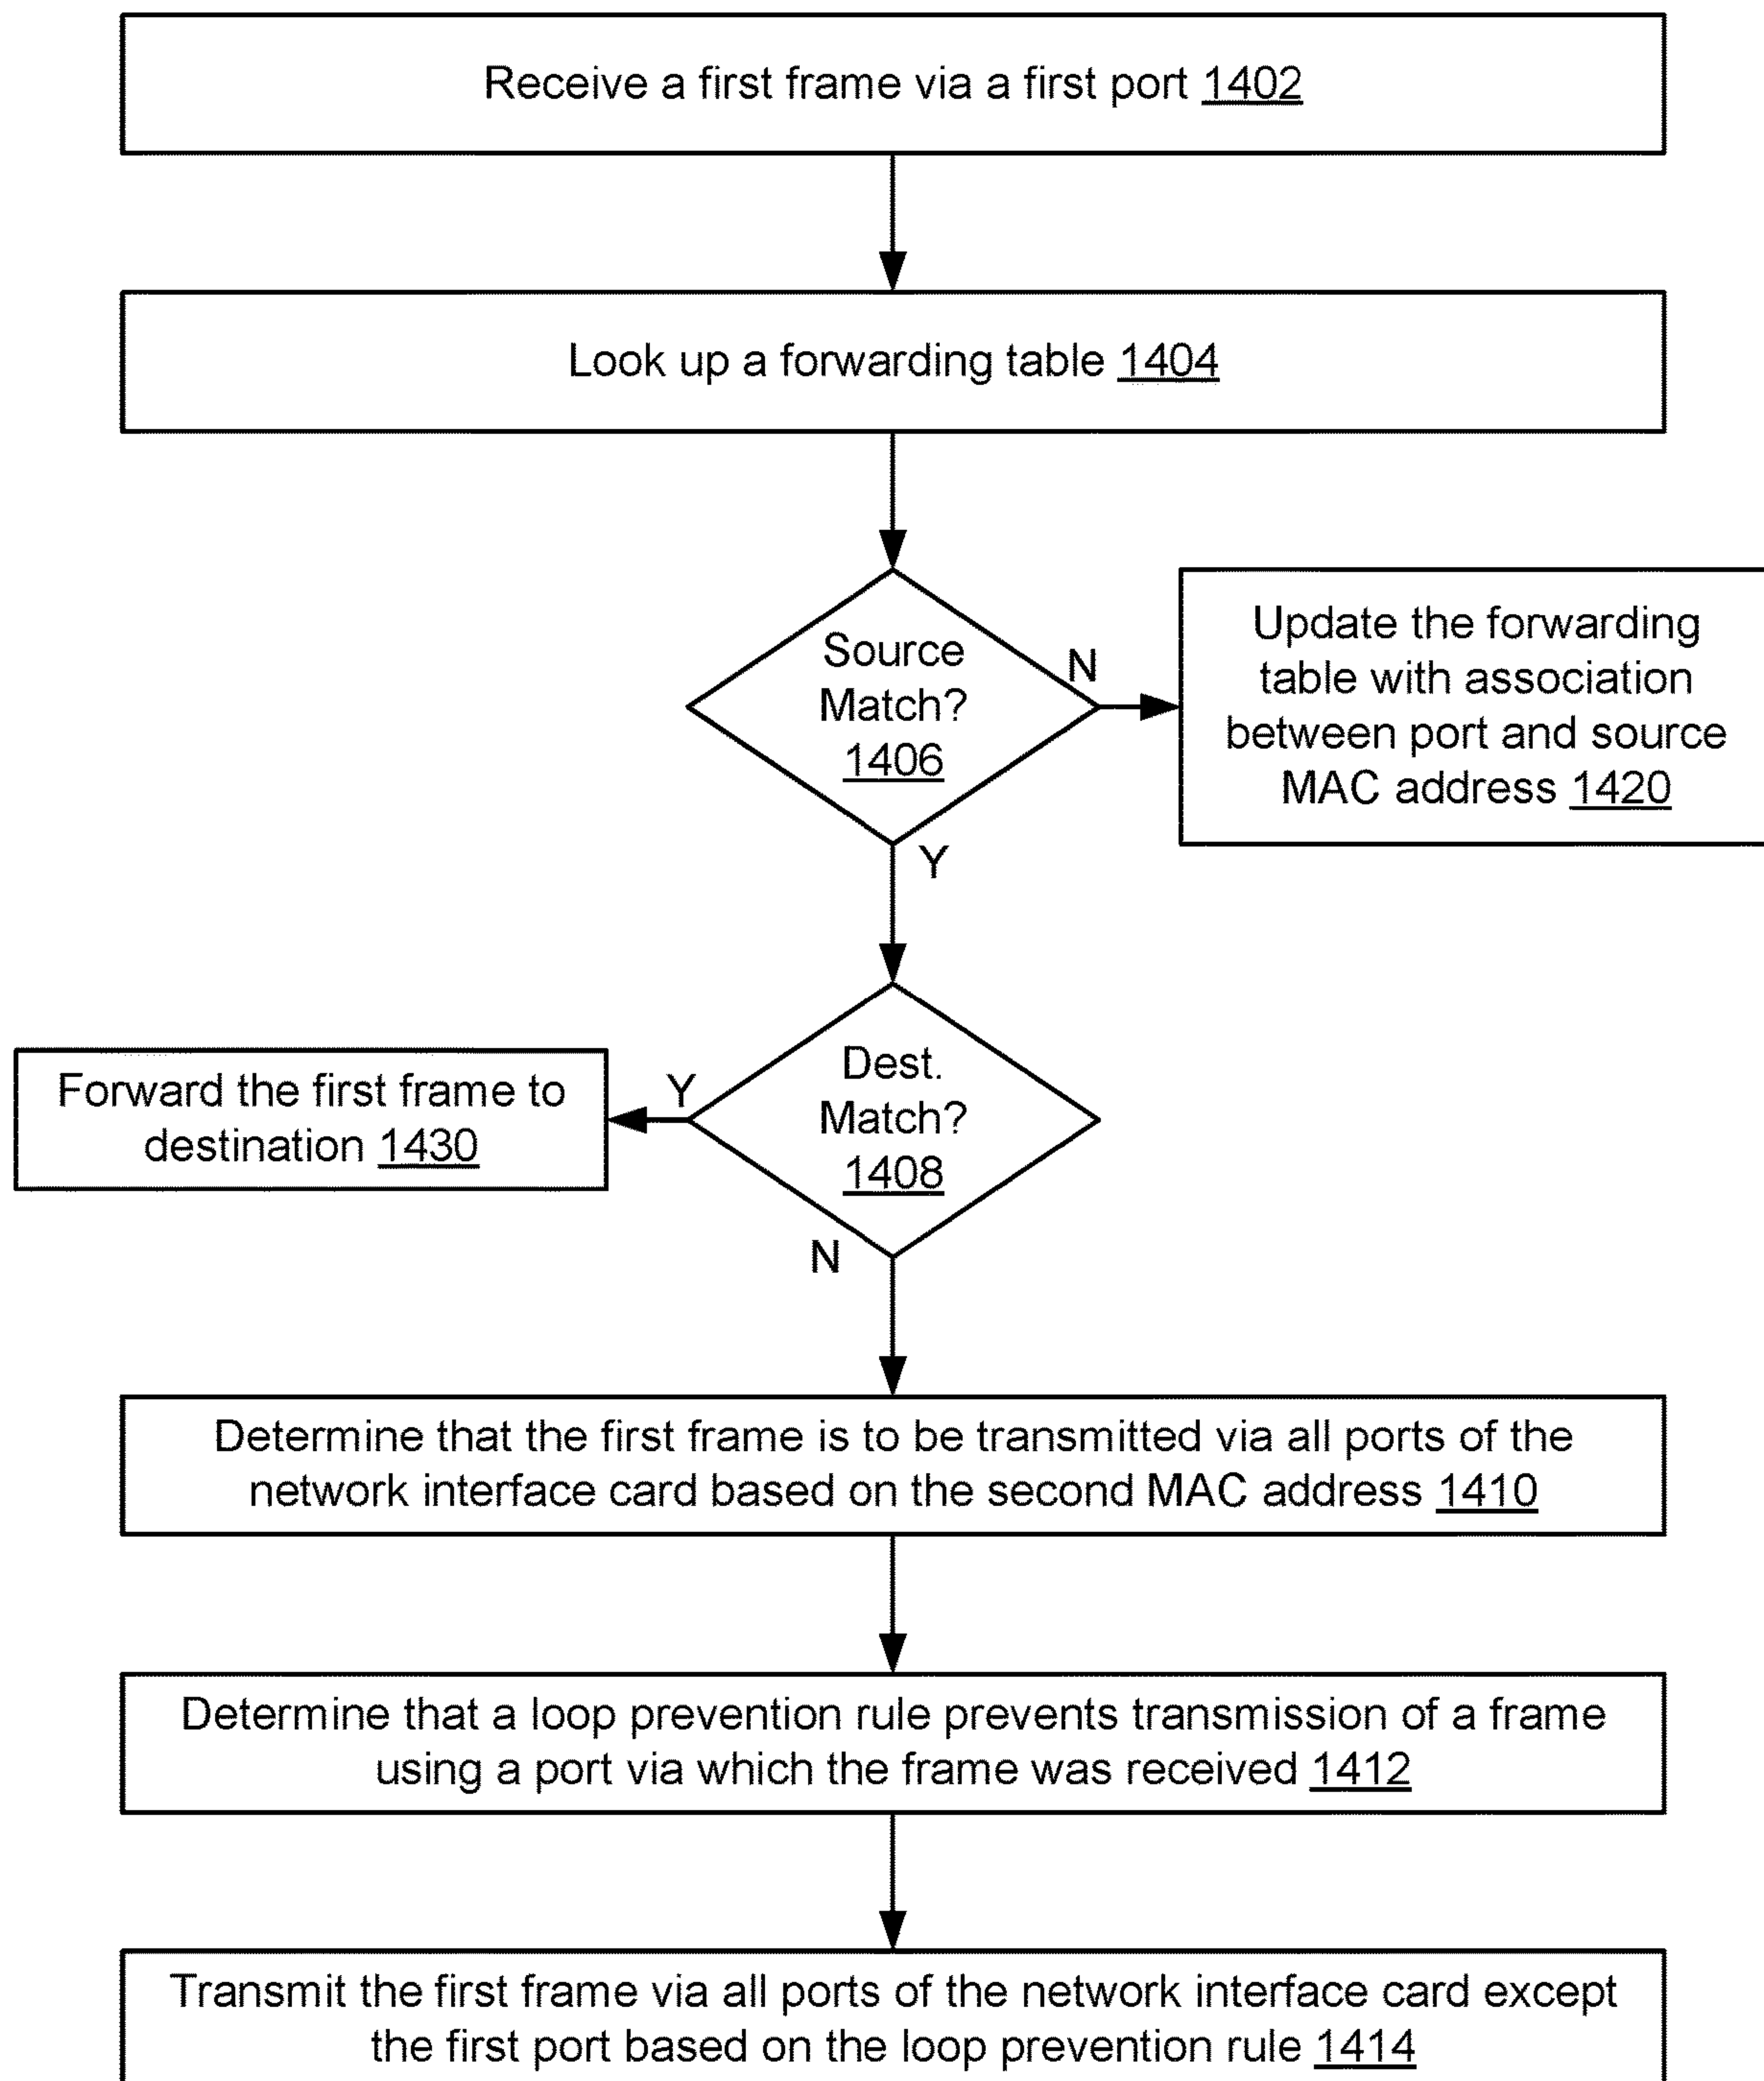 Receive a first frame via a first port 1402
Look up a forwarding table 1404
Source
Match?
1406
N
Update the forwarding
table with association
between port and source
MAC address 1420
Y
Dest.
Match?
1408
Y
Forward the first frame to
destination 1430
N
Determine that the first frame is to be transmitted via all ports of the
network interface card based on the second MAC address 1410
Determine that a loop prevention rule prevents transmission of a frame
using a port via which the frame was received 1412
Transmit the first frame via all ports of the network interface card except
the first port based on the loop prevention rule 1414